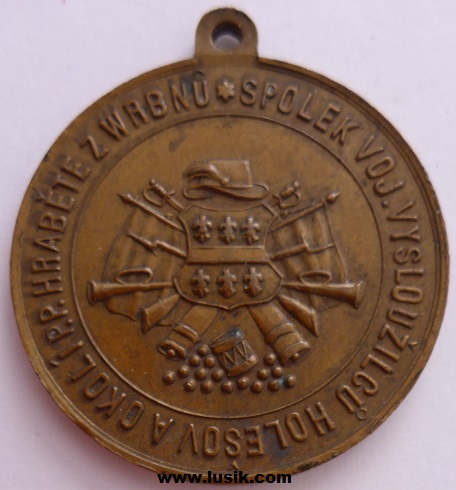 SPOLEK VOJ. VYSLOUŽILCŮ HOLEŠOV A OKOLÍ P.P. HRABĚTE Z WRBNŮ *
www.lusik.com